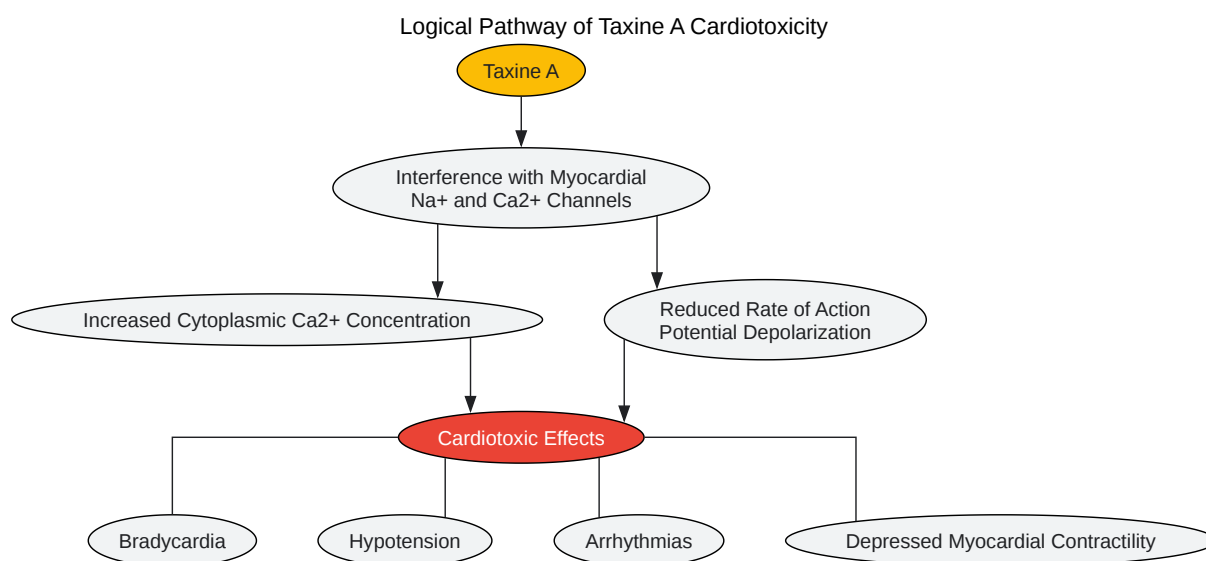 Logical Pathway of Taxine A Cardiotoxicity
Taxine A
Interference with Myocardial
Na+ and Ca2+ Channels
Increased Cytoplasmic Ca2+ Concentration
Reduced Rate of Action
Potential Depolarization
Cardiotoxic Effects
Bradycardia
Hypotension
Arrhythmias
Depressed Myocardial Contractility